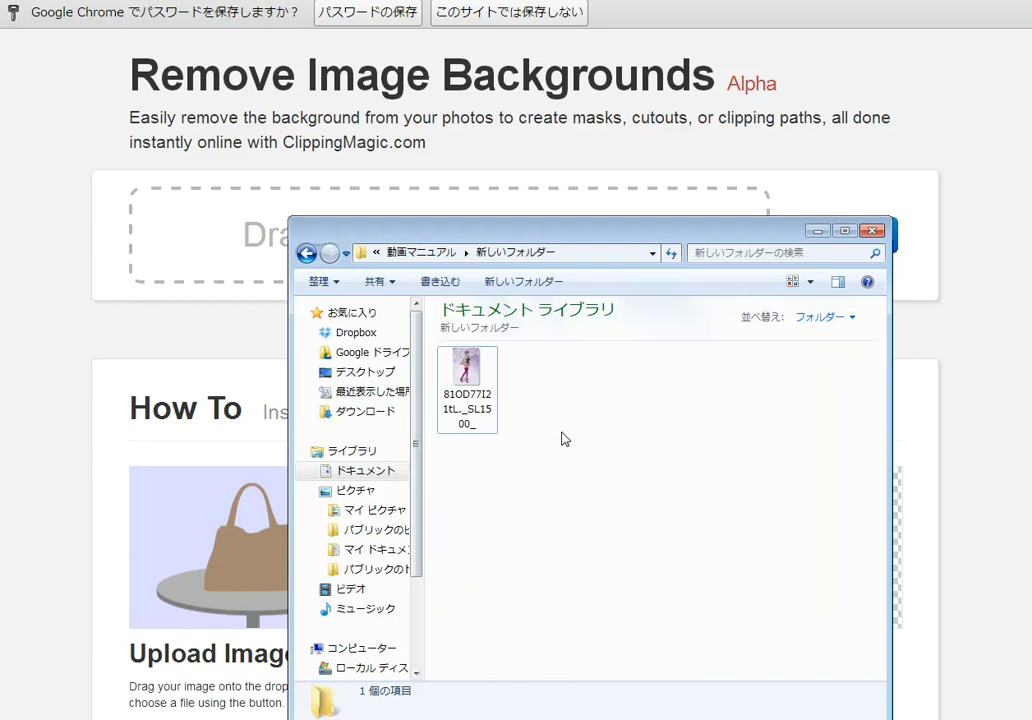 Google Chrome でパスワードを保存しますか？ パスワードの保存 このサイトでは保存しない
Remove Image Backgrounds Alpha
Easily remove the background from your photos to create masks, cutouts, or clipping paths, all done
instantly online with ClippingMagic.com
Dra
« 動画マニュアル 新しいフォルダー 新しいフォルダーの検索
整理 共有 書き込む 新しいフォルダー
お気に入り
Dropbox
Google ドライブ
デスクトップ
最近表示した場所
ダウンロード
ライブラリ
ドキュメント
ピクチャ
マイ ピクチャ
パブリックのピ
ビデオ
マイ ドキュメン
パブリックのド
ミュージック
コンピューター
ローカル ディス
ドキュメント ライブラリ
新しいフォルダー
並べ替え: フォルダー
81OD77I2
1tL._SL15
00_
1 個の項目
How To Ins
Upload Image
Drag your image onto the drop
choose a file using the button.